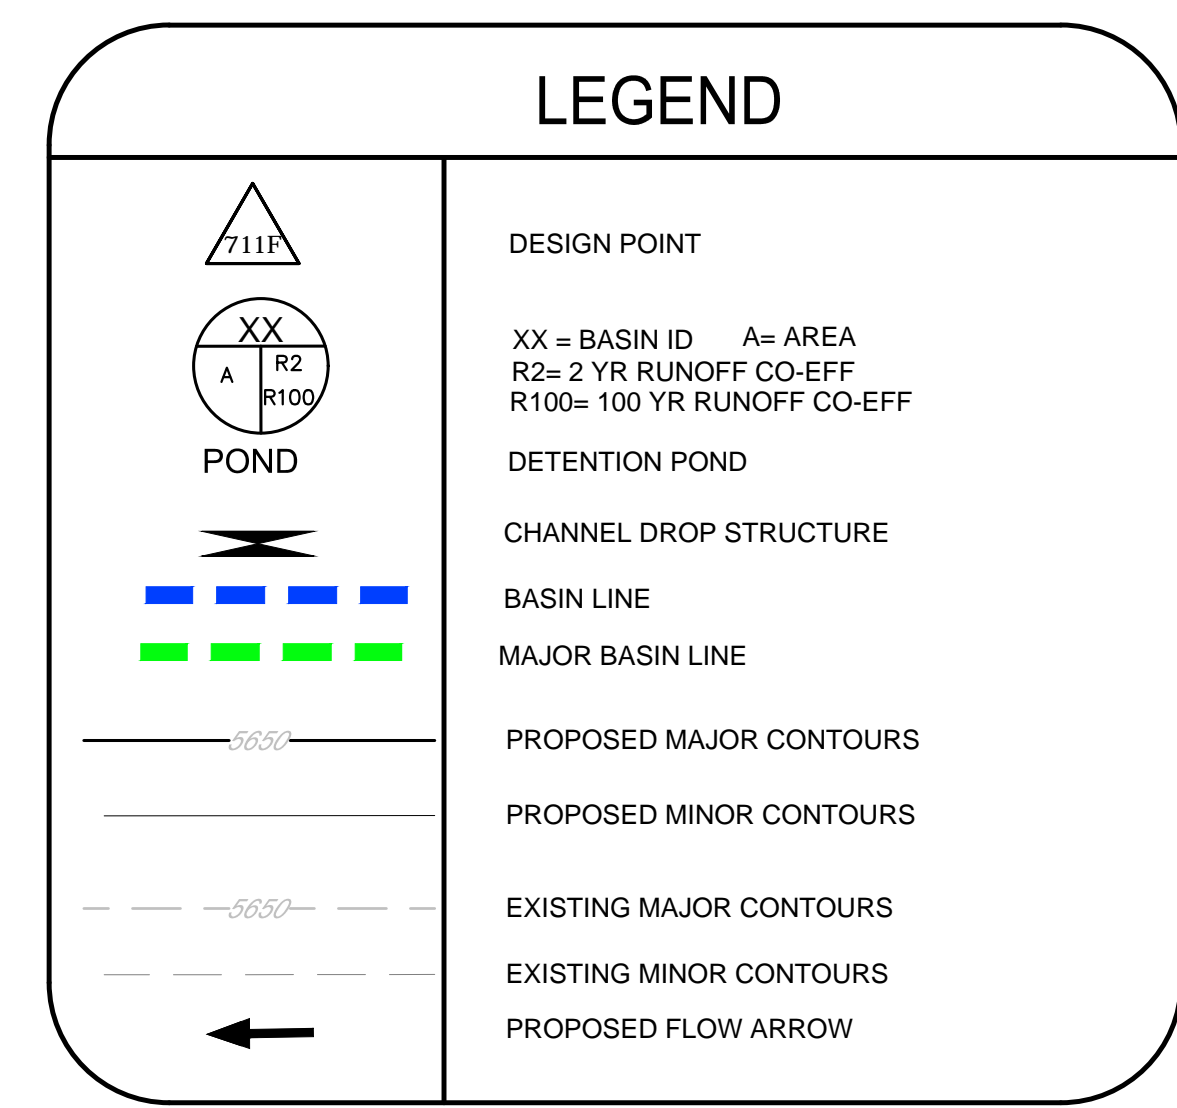 LEGEND
711F
DESIGN POINT
XX
A
R2
R100
XX = BASIN ID A= AREA
R2= 2 YR RUNOFF CO-EFF
R100= 100 YR RUNOFF CO-EFF
POND
DETENTION POND
CHANNEL DROP STRUCTURE
BASIN LINE
MAJOR BASIN LINE
5650
PROPOSED MAJOR CONTOURS
PROPOSED MINOR CONTOURS
5650
EXISTING MAJOR CONTOURS
EXISTING MINOR CONTOURS
PROPOSED FLOW ARROW